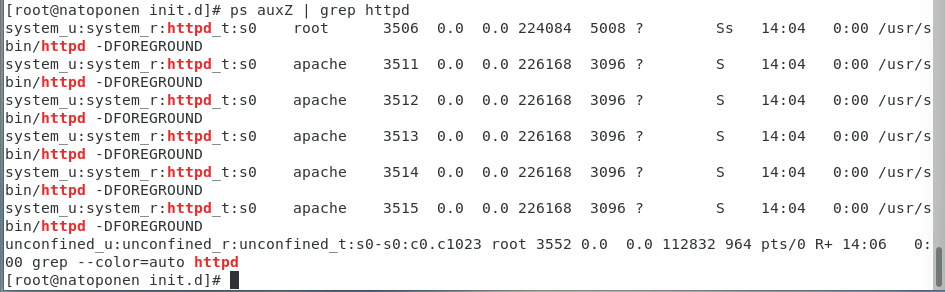 [root@natoponen init.d]# ps auxZ | grep httpd
system_u:system_r:httpd_t:s0    root      3506  0.0  0.0 224084  5008 ?        Ss   14:04   0:00 /usr/s
bin/httpd -DFOREGROUND
system_u:system_r:httpd_t:s0    apache    3511  0.0  0.0 226168  3096 ?        S    14:04   0:00 /usr/s
bin/httpd -DFOREGROUND
system_u:system_r:httpd_t:s0    apache    3512  0.0  0.0 226168  3096 ?        S    14:04   0:00 /usr/s
bin/httpd -DFOREGROUND
system_u:system_r:httpd_t:s0    apache    3513  0.0  0.0 226168  3096 ?        S    14:04   0:00 /usr/s
bin/httpd -DFOREGROUND
system_u:system_r:httpd_t:s0    apache    3514  0.0  0.0 226168  3096 ?        S    14:04   0:00 /usr/s
bin/httpd -DFOREGROUND
system_u:system_r:httpd_t:s0    apache    3515  0.0  0.0 226168  3096 ?        S    14:04   0:00 /usr/s
bin/httpd -DFOREGROUND
unconfined_u:unconfined_r:unconfined_t:s0-s0:c0.c1023 root 3552 0.0  0.0 112832 964 pts/0 R+ 14:06   0:
00 grep --color=auto httpd
[root@natoponen init.d]#